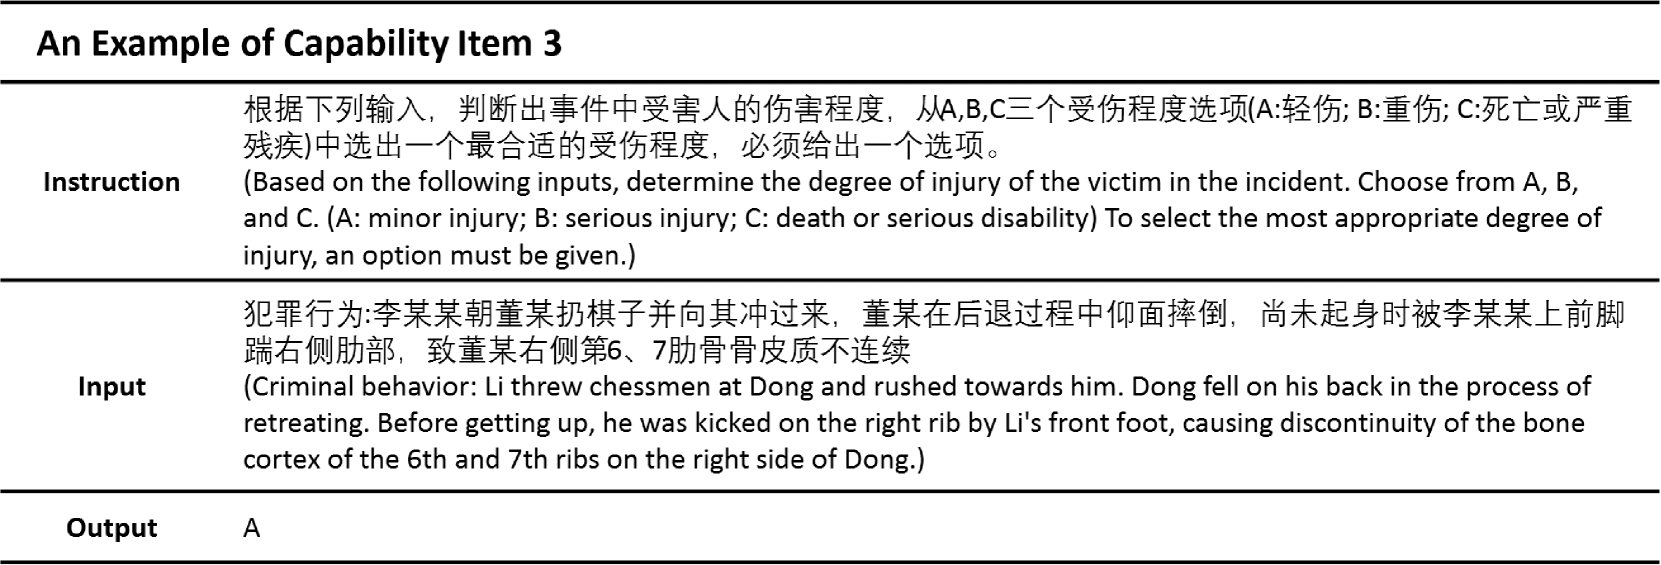 An Example of Capability Item 3
根据下列输入，判断出事件中受害人的伤害程度，从A,B,C三个受伤程度选项(A:轻伤; B:重伤; C:死亡或严重
残疾)中选出一个最合适的受伤程度，必须给出一个选项。
Instruction
(Based on the following inputs, determine the degree of injury of the victim in the incident. Choose from A, B,
and C. (A: minor injury; B: serious injury; C: death or serious disability) To select the most appropriate degree of
injury, an option must be given.)
犯罪行为:李某某朝董某扔棋子并向其冲过来，董某在后退过程中仰面摔倒，尚未起身时被李某某上前脚
踹右侧肋部，致董某右侧第6、7肋骨骨皮质不连续
Input
(Criminal behavior: Li threw chessmen at Dong and rushed towards him. Dong fell on his back in the process of
retreating. Before getting up, he was kicked on the right rib by Li's front foot, causing discontinuity of the bone
cortex of the 6th and 7th ribs on the right side of Dong.)
Output
A